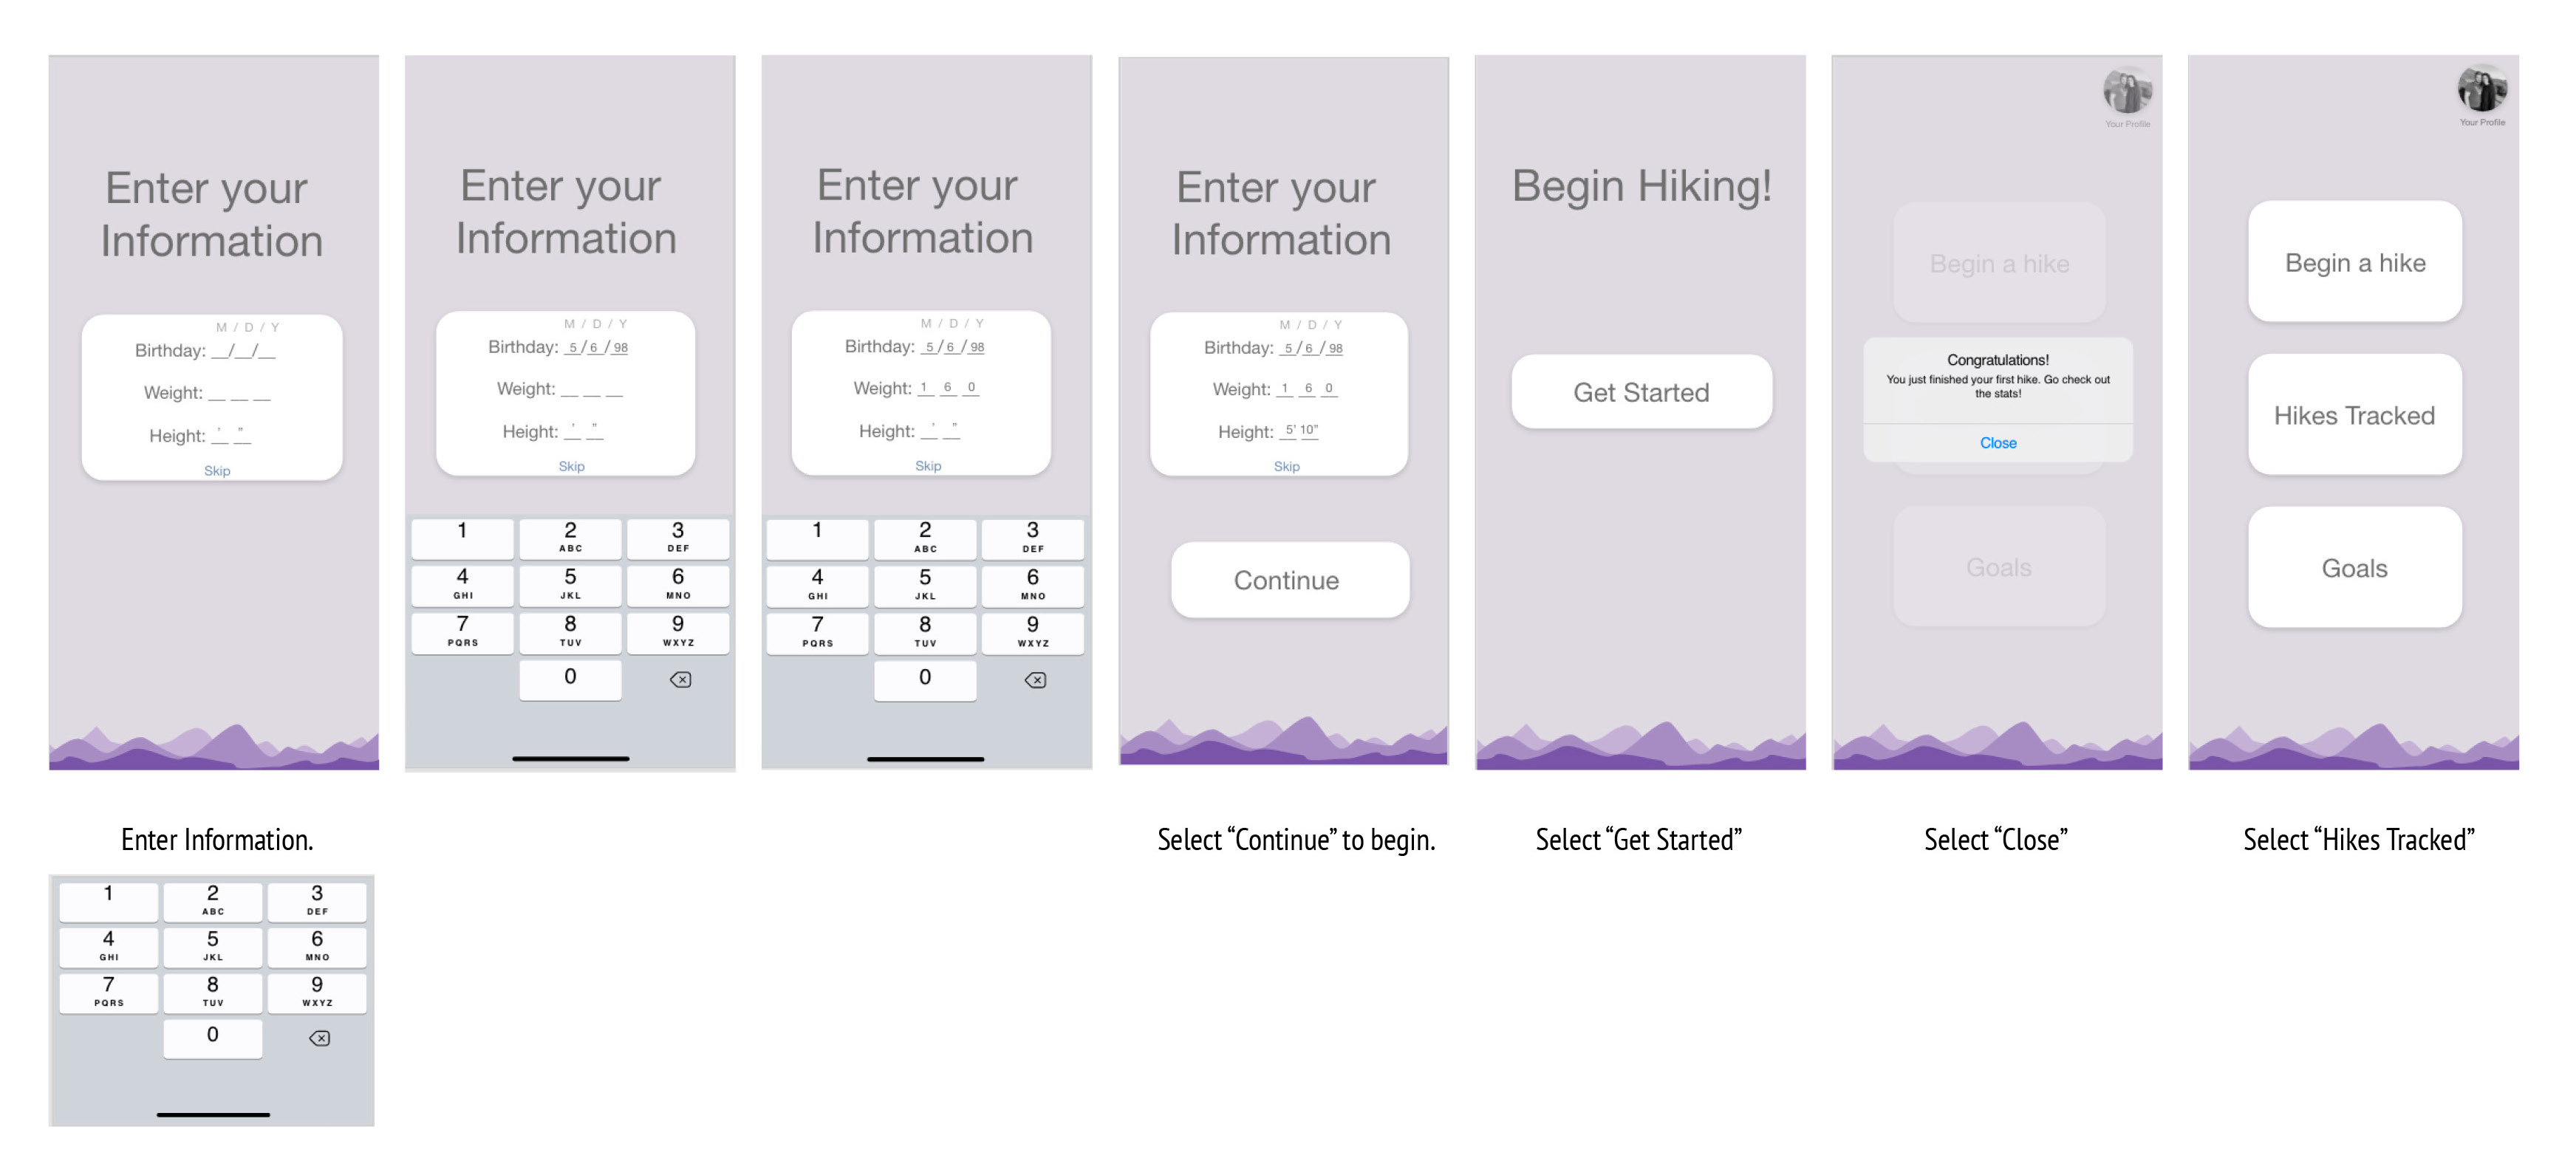 Enter your
Information
M / D / Y
Birthday: __/__/__
Weight: __ __ __
Height: __' __"
Skip
Enter your
Information
M / D / Y
Birthday: 5 / 6 / 98
Weight: __ __ __
Height: __' __"
Skip
1 2 3
ABC DEF
4 5 6
GHI JKL MNO
7 8 9
PQRS TUV WXYZ
0
Enter your
Information
M / D / Y
Birthday: 5 / 6 / 98
Weight: 1 6 0
Height: __' __"
Skip
1 2 3
ABC DEF
4 5 6
GHI JKL MNO
7 8 9
PQRS TUV WXYZ
0
Enter your
Information
M / D / Y
Birthday: 5 / 6 / 98
Weight: 1 6 0
Height: 5' 10"
Skip
Continue
Begin Hiking!
Get Started
Your Profile
Begin a hike
Congratulations!
You just finished your first hike. Go check out
the stats!
Close
Goals
Your Profile
Begin a hike
Hikes Tracked
Goals
Enter Information.
Select “Continue” to begin.
Select “Get Started”
Select “Close”
Select “Hikes Tracked”
1 2 3
ABC DEF
4 5 6
GHI JKL MNO
7 8 9
PQRS TUV WXYZ
0